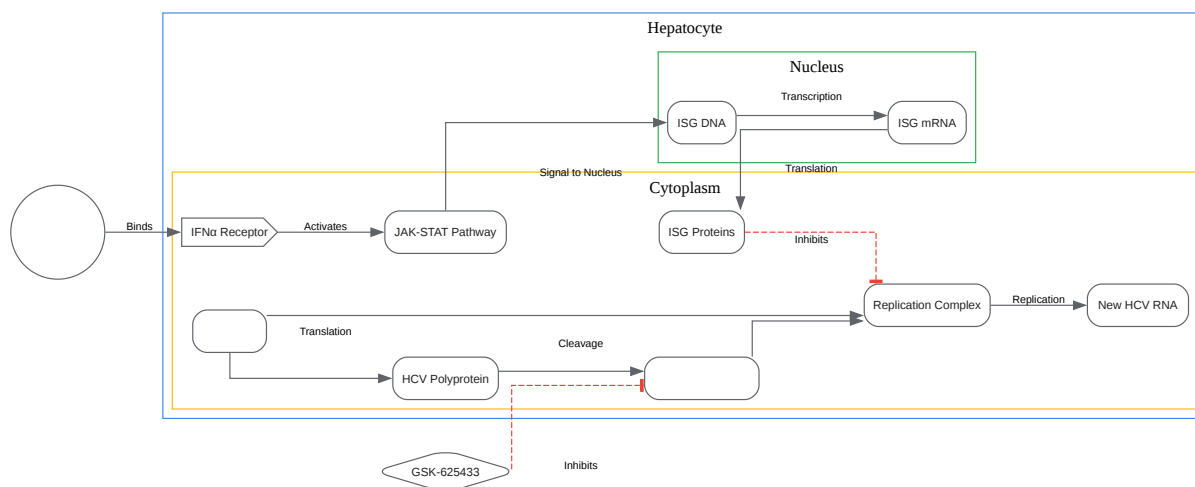 Hepatocyte
Nucleus
Transcription
ISG DNA
ISG mRNA
Signal to Nucleus
Translation
Cytoplasm
Binds
IFNα Receptor
Activates
JAK-STAT Pathway
ISG Proteins
Inhibits
Replication Complex
Replication
New HCV RNA
Translation
Cleavage
HCV Polyprotein
GSK-625433
Inhibits